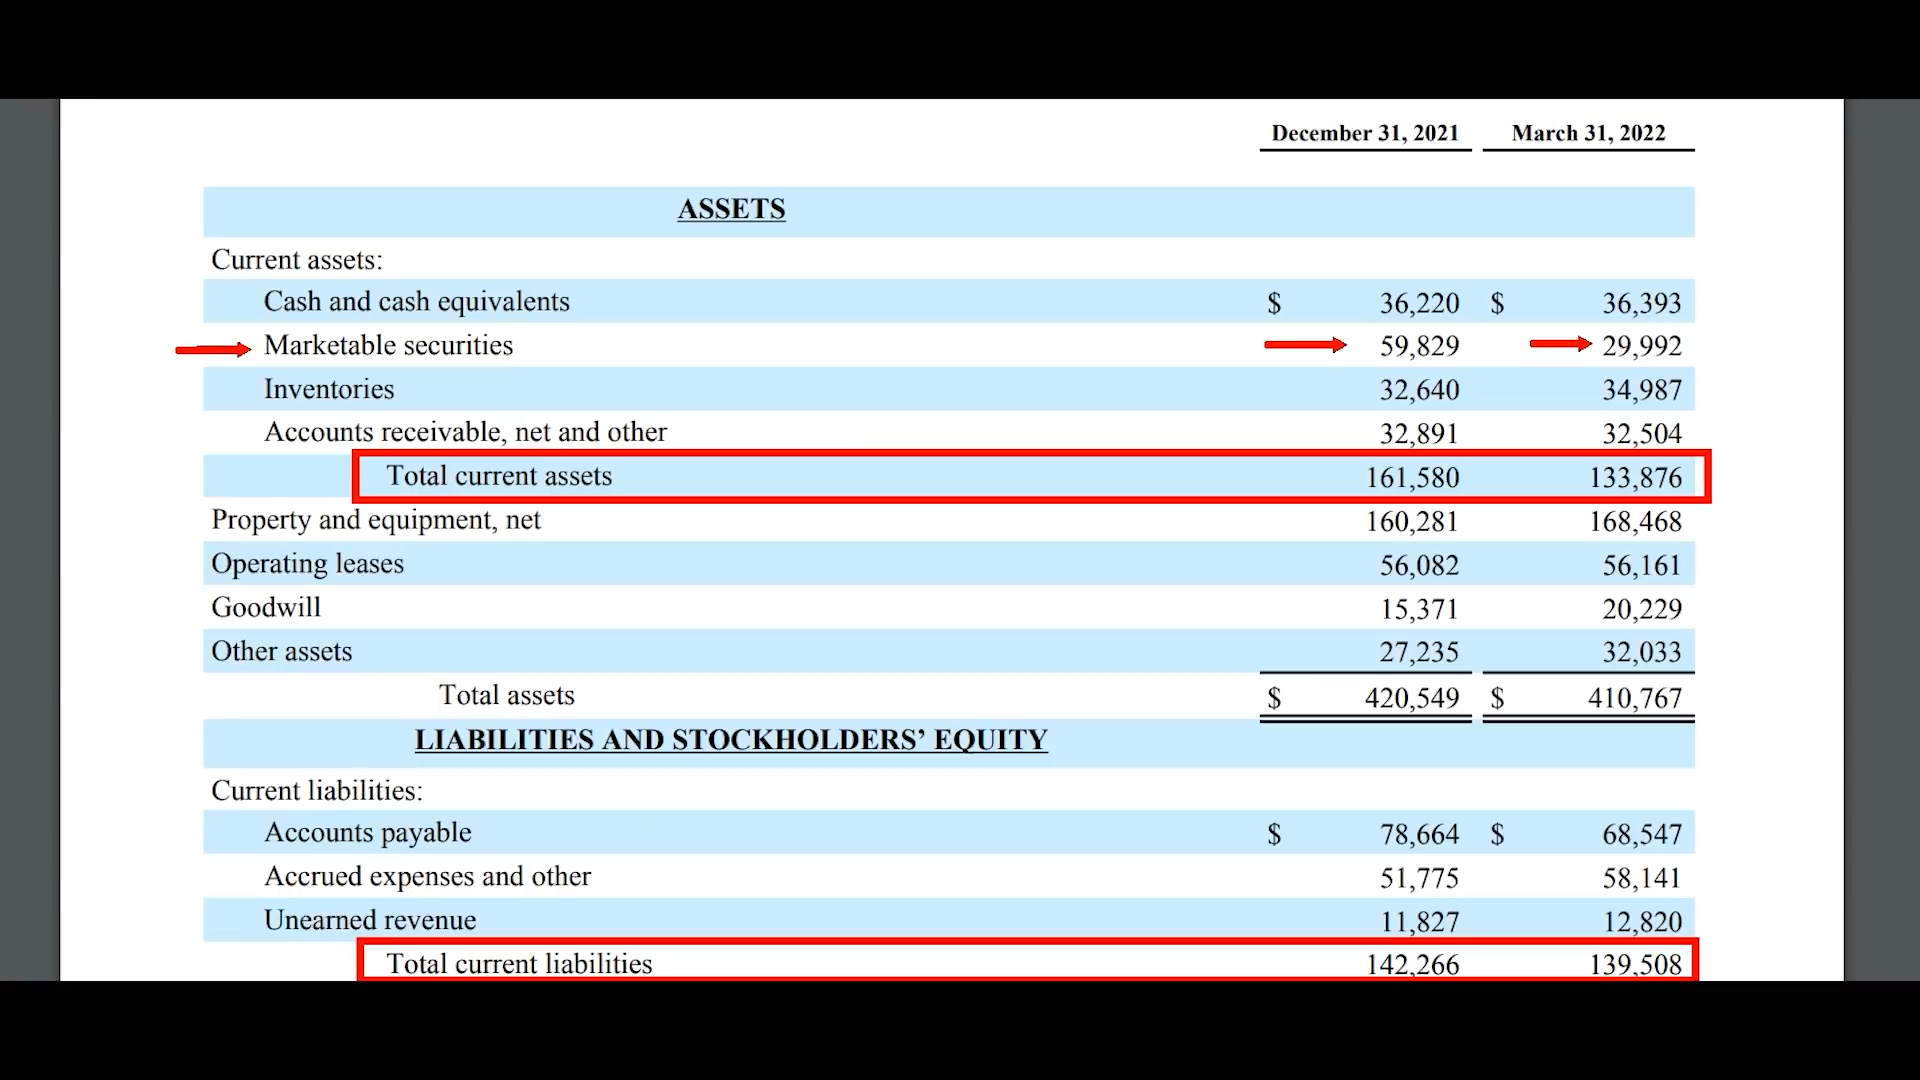 December 31, 2021 March 31, 2022
ASSETS
Current assets:
Cash and cash equivalents $ 36,220 $ 36,393
Marketable securities 59,829 29,992
Inventories 32,640 34,987
Accounts receivable, net and other 32,891 32,504
Total current assets 161,580 133,876
Property and equipment, net 160,281 168,468
Operating leases 56,082 56,161
Goodwill 15,371 20,229
Other assets 27,235 32,033
Total assets $ 420,549 $ 410,767
LIABILITIES AND STOCKHOLDERS’ EQUITY
Current liabilities:
Accounts payable $ 78,664 $ 68,547
Accrued expenses and other 51,775 58,141
Unearned revenue 11,827 12,820
Total current liabilities 142,266 139,508